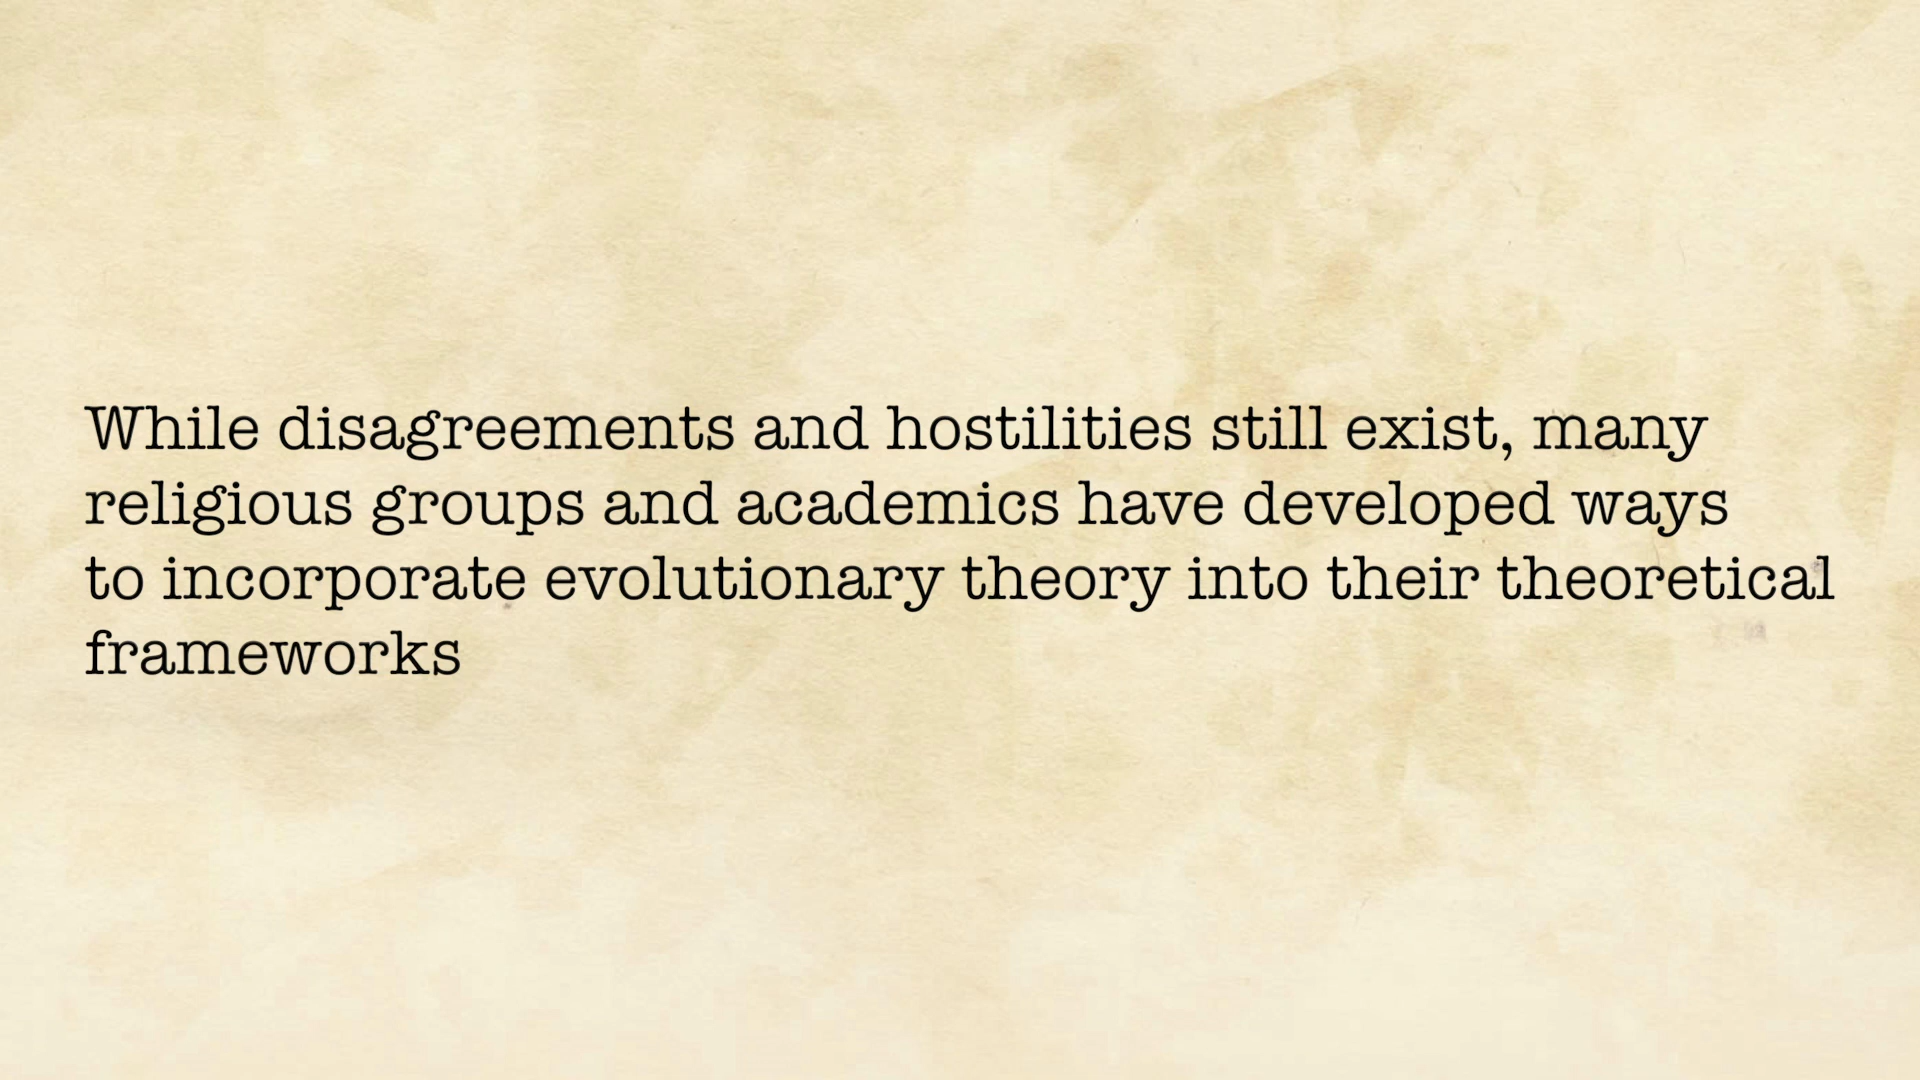 While disagreements and hostilities still exist, many
religious groups and academics have developed ways
to incorporate evolutionary theory into their theoretical
frameworks